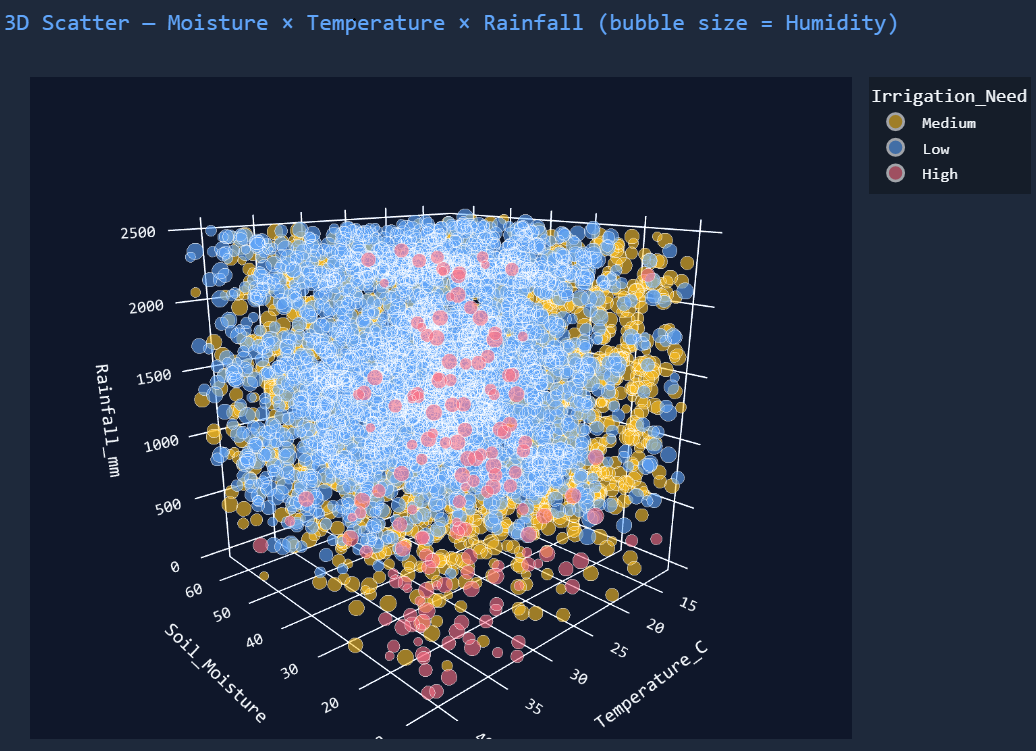 3D Scatter — Moisture × Temperature × Rainfall (bubble size = Humidity)
Irrigation_Need
Medium
Low
High
2500
2000
1500
1000
500
0
Rainfall_mm
60
50
40
30
20
Soil_Moisture
15
20
25
30
35
Temperature_C